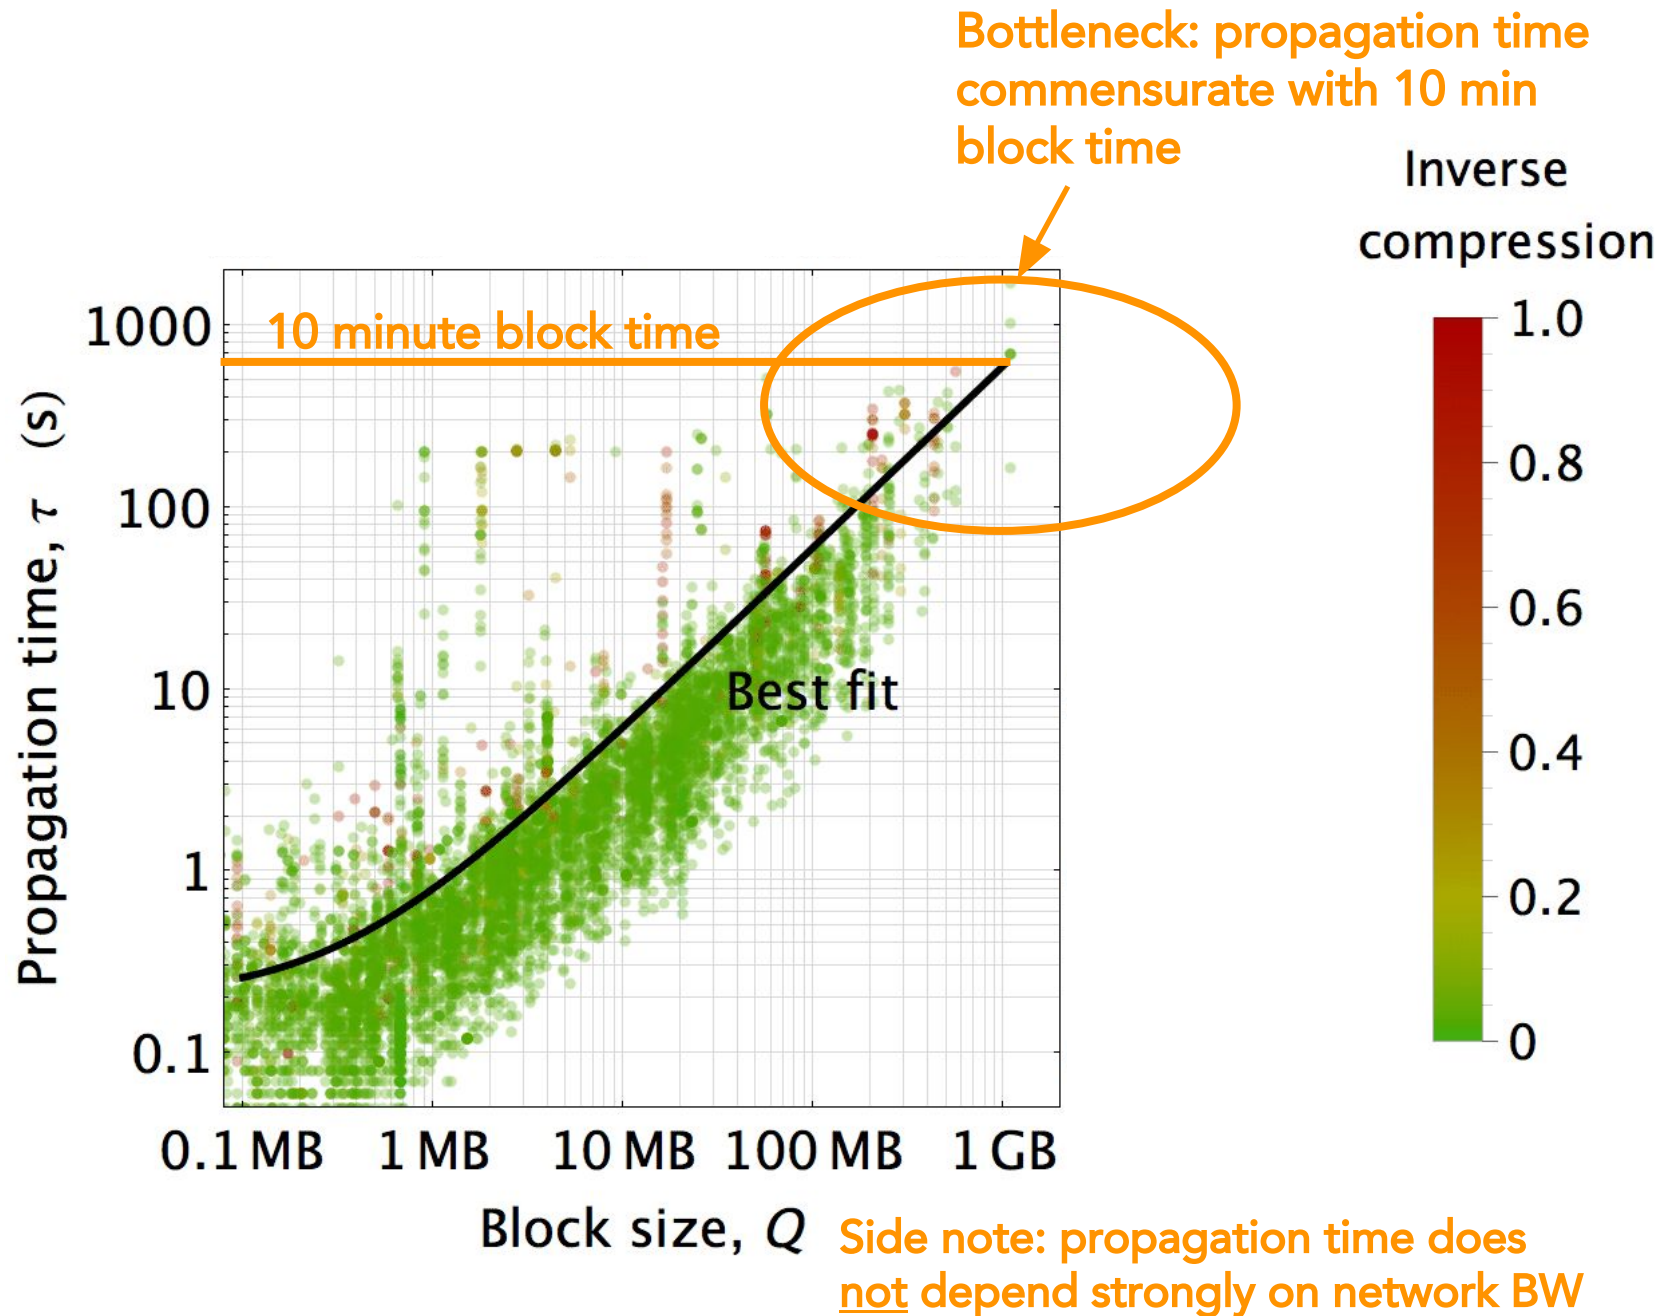 Bottleneck: propagation time
commensurate with 10 min
block time
Inverse
compression
10 minute block time
1000
100
10
1
0.1
Propagation time, τ (s)
Best fit
0.1 MB
1 MB
10 MB
100 MB
1 GB
Block size, Q
1.0
0.8
0.6
0.4
0.2
0
Side note: propagation time does
not depend strongly on network BW